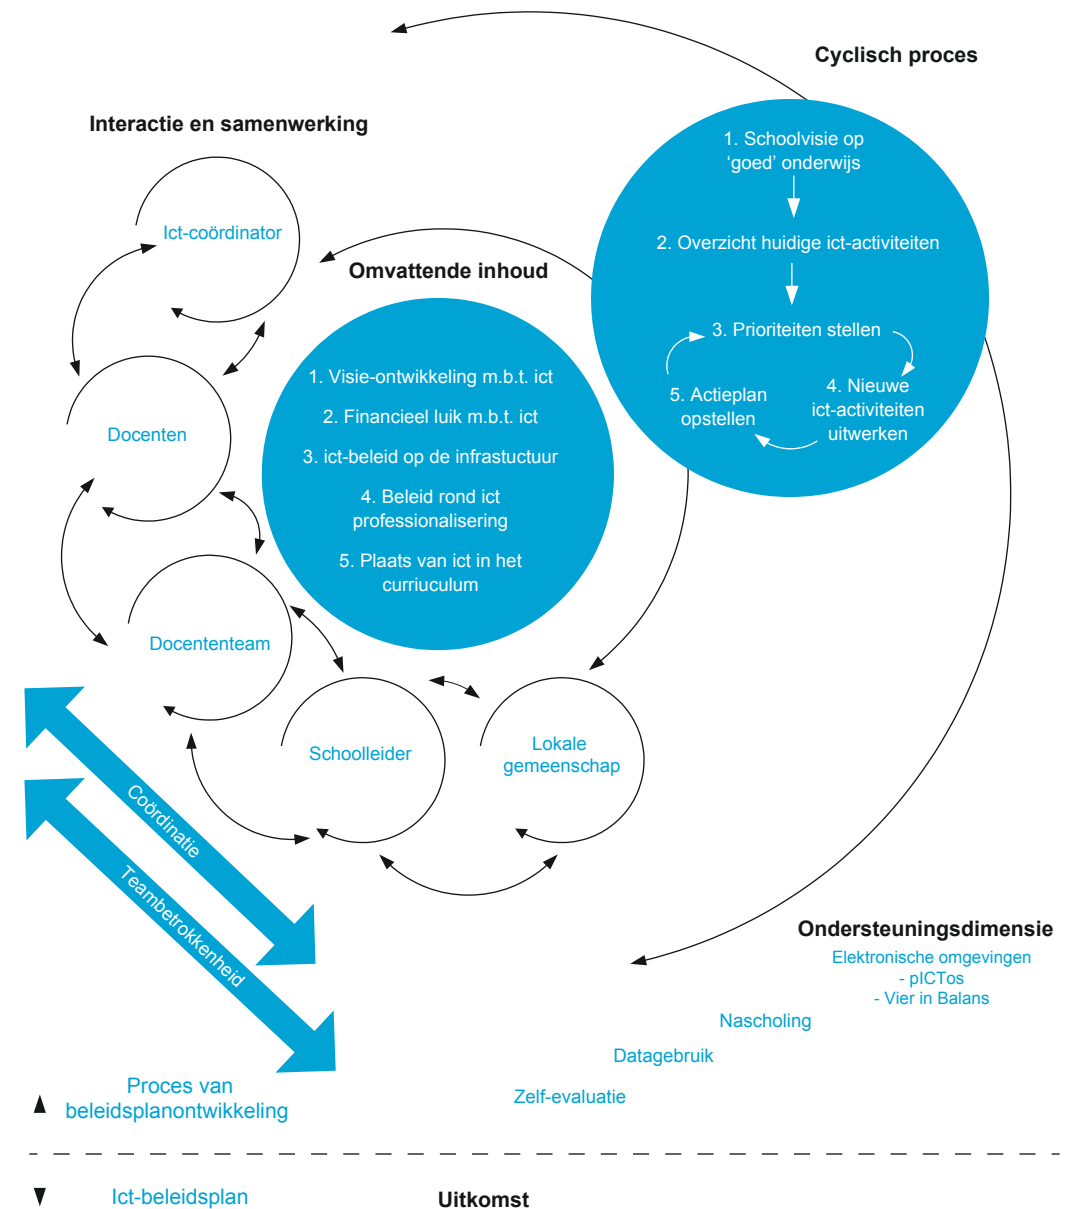 Cyclisch proces
1. Schoolvisie op
‘goed’ onderwijs
2. Overzicht huidige ict-activiteiten
3. Prioriteiten stellen
4. Nieuwe
ict-activiteiten
uitwerken
5. Actieplan
opstellen
Interactie en samenwerking
Ict-coördinator
Docenten
Docententeam
Schoolleider
Lokale
gemeenschap
Omvattende inhoud
1. Visie-ontwikkeling m.b.t. ict
2. Financieel luik m.b.t. ict
3. ict-beleid op de infrastuctuur
4. Beleid rond ict
professionalisering
5. Plaats van ict in het
curriuculum
Coördinatie
Teambetrokkenheid
Ondersteuningsdimensie
Elektronische omgevingen
- pICTos
- Vier in Balans
Nascholing
Datagebruik
Zelf-evaluatie
Proces van
beleidsplanontwikkeling
Ict-beleidsplan
Uitkomst